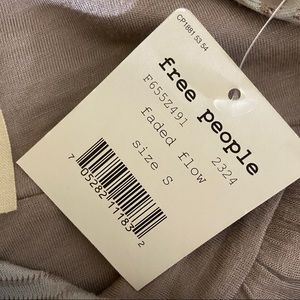 CP1881 53 54
free people
F655Z491 2324
faded flow
size S
7 05282 11183 2